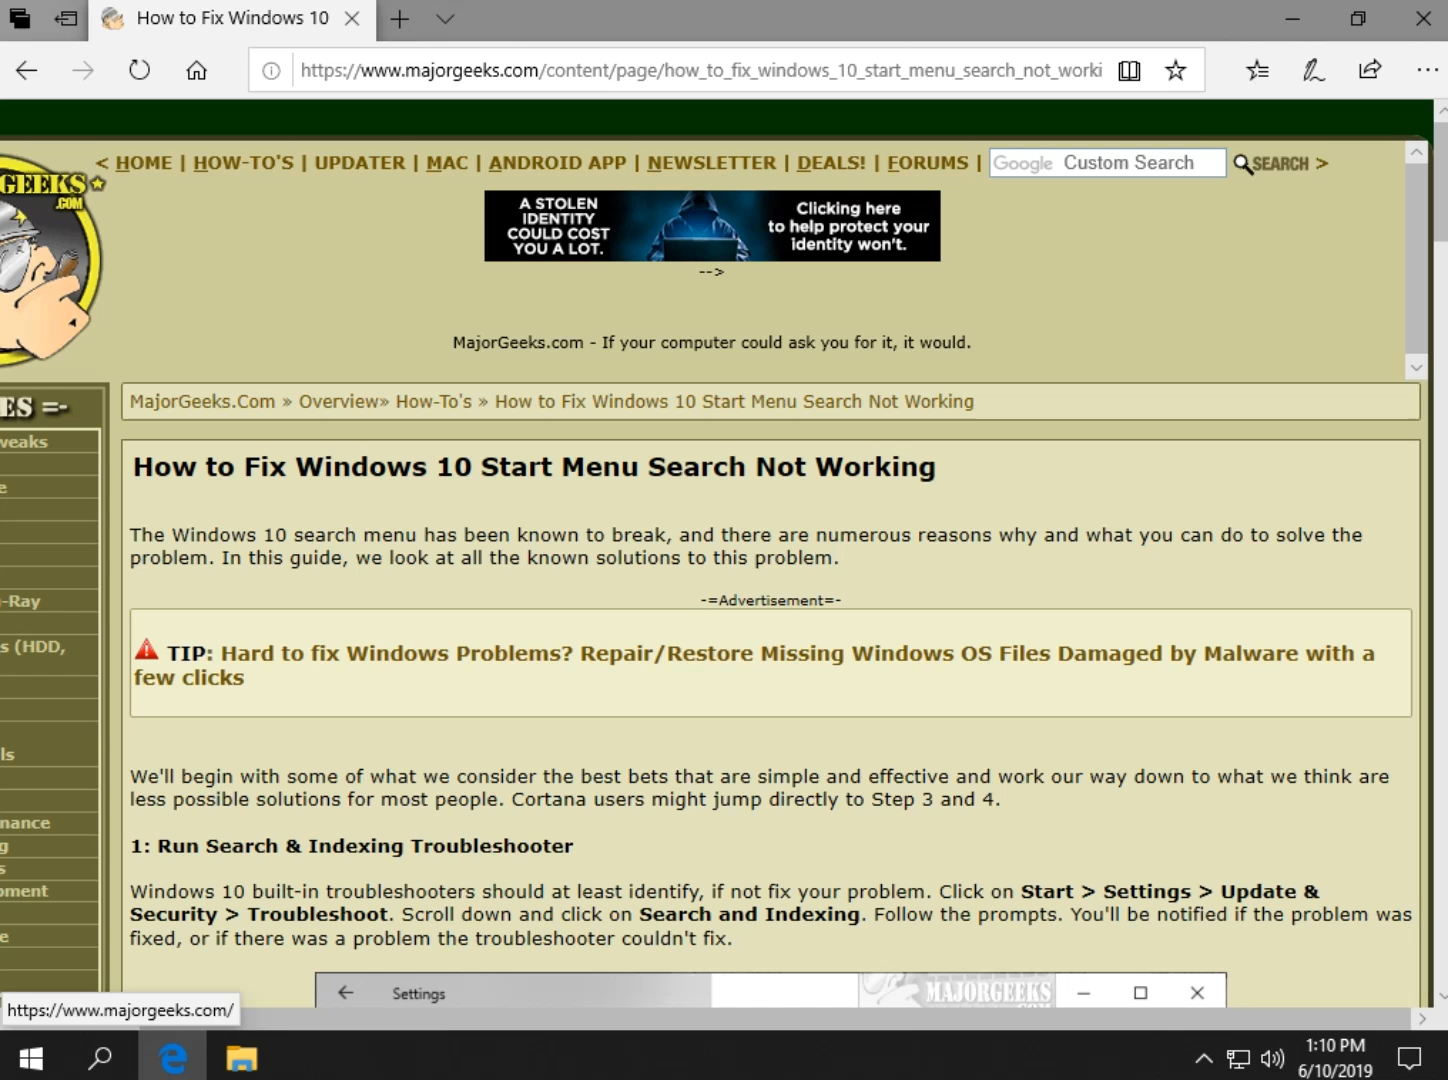 How to Fix Windows 10
https://www.majorgeeks.com/content/page/how_to_fix_windows_10_start_menu_search_not_worki
GEEKS
.COM
< HOME | HOW-TO'S | UPDATER | MAC | ANDROID APP | NEWSLETTER | DEALS! | FORUMS | Google Custom Search SEARCH >
A STOLEN
IDENTITY
COULD COST
YOU A LOT.
Clicking here
to help protect your
identity won't.
-->
MajorGeeks.com - If your computer could ask you for it, it would.
ES =-
weaks
e
-Ray
s (HDD,
ls
nance
g
s
pment
e
MajorGeeks.Com » Overview» How-To's » How to Fix Windows 10 Start Menu Search Not Working
How to Fix Windows 10 Start Menu Search Not Working
The Windows 10 search menu has been known to break, and there are numerous reasons why and what you can do to solve the
problem. In this guide, we look at all the known solutions to this problem.
-=Advertisement=-
TIP: Hard to fix Windows Problems? Repair/Restore Missing Windows OS Files Damaged by Malware with a
few clicks
We'll begin with some of what we consider the best bets that are simple and effective and work our way down to what we think are
less possible solutions for most people. Cortana users might jump directly to Step 3 and 4.
1: Run Search & Indexing Troubleshooter
Windows 10 built-in troubleshooters should at least identify, if not fix your problem. Click on Start > Settings > Update &
Security > Troubleshoot. Scroll down and click on Search and Indexing. Follow the prompts. You'll be notified if the problem was
fixed, or if there was a problem the troubleshooter couldn't fix.
Settings
MAJORGEEKS
https://www.majorgeeks.com/
1:10 PM
6/10/2019